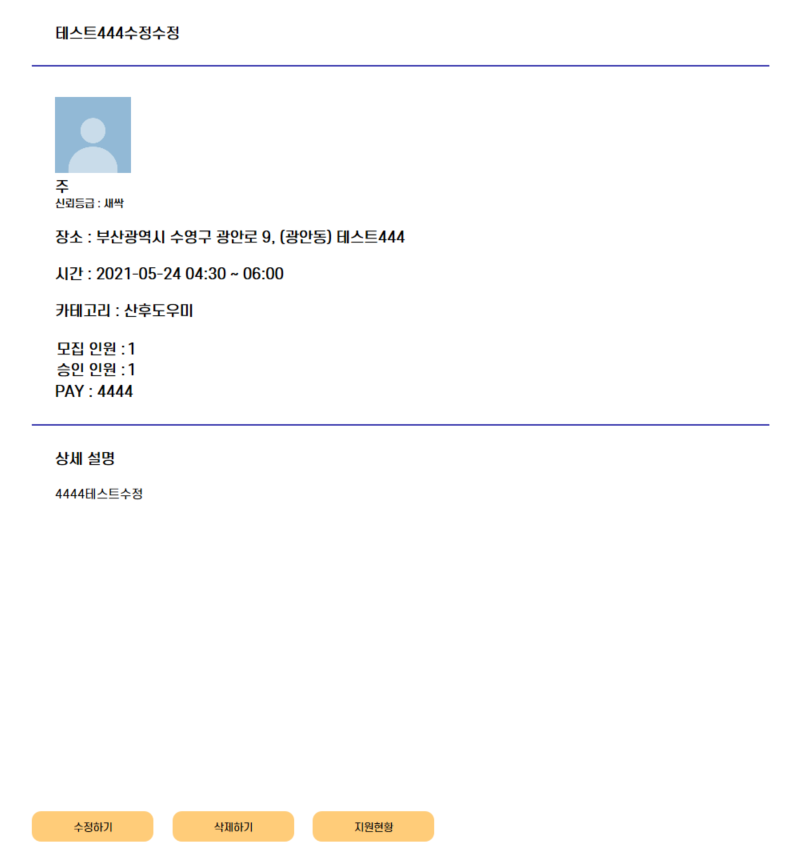 테스트444수정수정
주
신뢰등급 : 새싹
장소 : 부산광역시 수영구 광안로 9, (광안동) 테스트444
시간 : 2021-05-24 04:30 ~ 06:00
카테고리 : 산후도우미
모집 인원 : 1
승인 인원 : 1
PAY : 4444
상세 설명
4444테스트수정
수정하기 삭제하기 지원현황